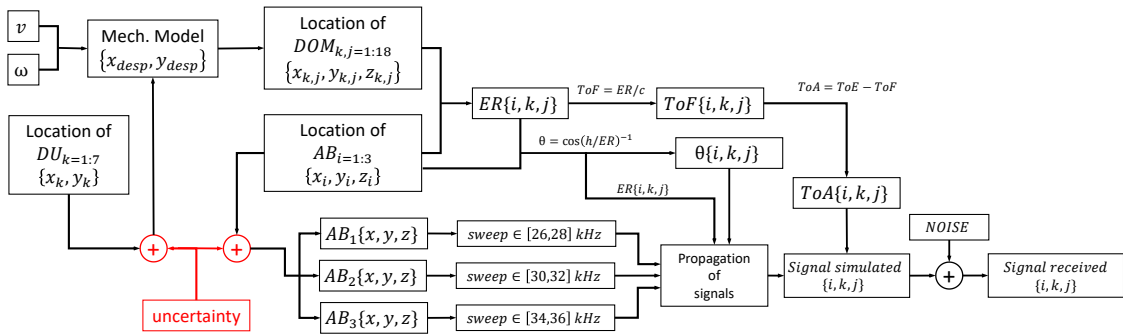 v
ω
Mech. Model
{x_desp, y_desp}
Location of
DOM_k,j=1:18
{x_k,j, y_k,j, z_k,j}
Location of
DU_k=1:7
{x_k, y_k}
Location of
AB_i=1:3
{x_i, y_i, z_i}
ER{i, k, j}
ToF = ER/c
ToF{i, k, j}
ToA = ToE − ToF
θ = cos(h/ER)^−1
θ{i, k, j}
ER{i, k, j}
ToA{i, k, j}
+
+
uncertainty
AB_1{x, y, z}
sweep ∈ [26,28] kHz
AB_2{x, y, z}
sweep ∈ [30,32] kHz
AB_3{x, y, z}
sweep ∈ [34,36] kHz
Propagation
of
signals
Signal simulated
{i, k, j}
NOISE
+
Signal received
{i, k, j}